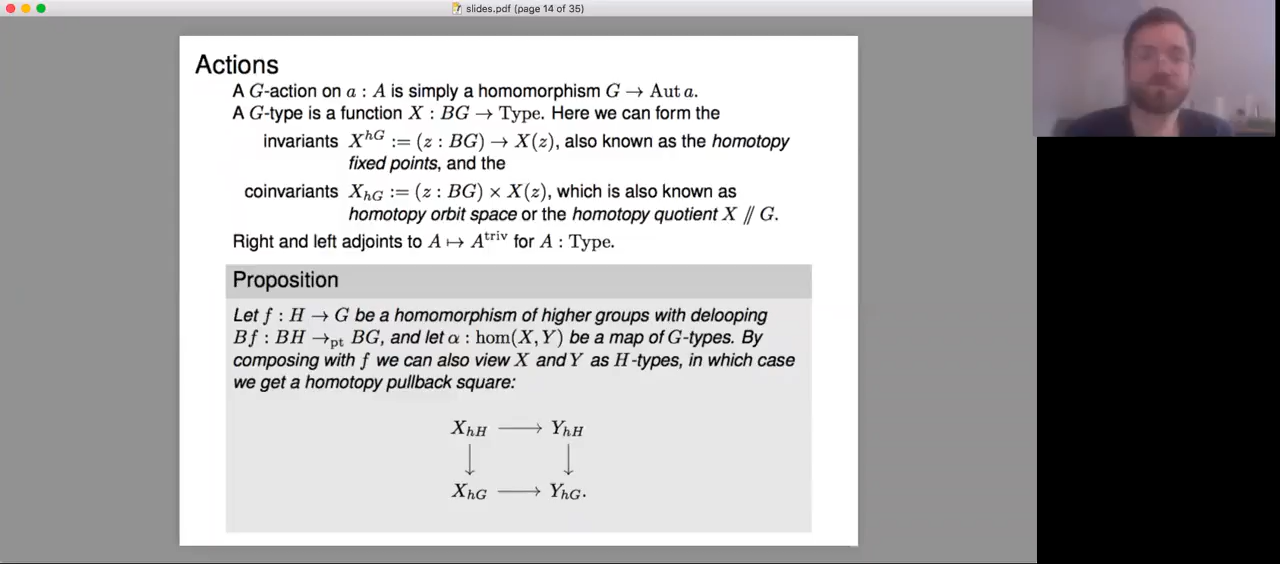 slides.pdf (page 14 of 35)
Actions
A G-action on a : A is simply a homomorphism G → Aut a.
A G-type is a function X : BG → Type. Here we can form the
invariants X^{hG} := (z : BG) → X(z), also known as the homotopy
fixed points, and the
coinvariants X_{hG} := (z : BG) × X(z), which is also known as
homotopy orbit space or the homotopy quotient X // G.
Right and left adjoints to A ↦ A^{triv} for A : Type.
Proposition
Let f : H → G be a homomorphism of higher groups with delooping
Bf : BH →_{pt} BG, and let α : hom(X, Y) be a map of G-types. By
composing with f we can also view X and Y as H-types, in which case
we get a homotopy pullback square:
X_{hH} ⟶ Y_{hH}
↓ ↓
X_{hG} ⟶ Y_{hG}.